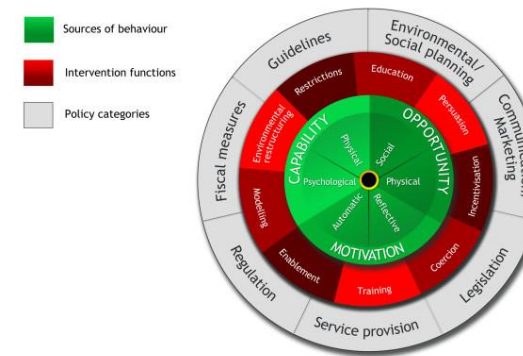 Sources of behaviour
Intervention functions
Policy categories
Guidelines
Environmental/
Social planning
Marketing
Legislation
Service provision
Regulation
Fiscal measures
Restrictions
Education
Persuasion
Incentivisation
Coercion
Training
Enablement
Modelling
Environmental
restructuring
CAPABILITY
OPPORTUNITY
MOTIVATION
Physical
Social
Physical
Reflective
Automatic
Psychological